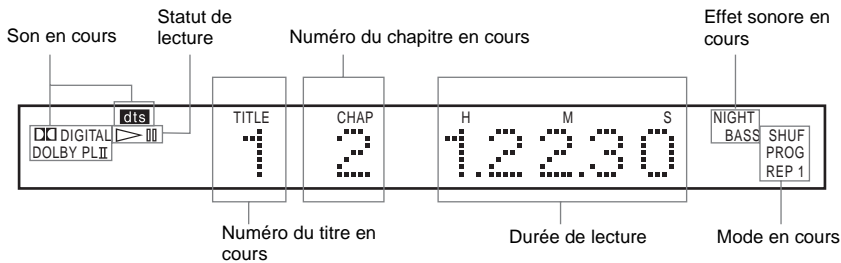 Son en cours
Statut de
lecture
Numéro du chapitre en cours
Effet sonore en
cours
dts
DIGITAL
DOLBY PL II
TITLE
1
CHAP
2
H M S
1.22.30
NIGHT
BASS
SHUF
PROG
REP 1
Numéro du titre en
cours
Durée de lecture
Mode en cours